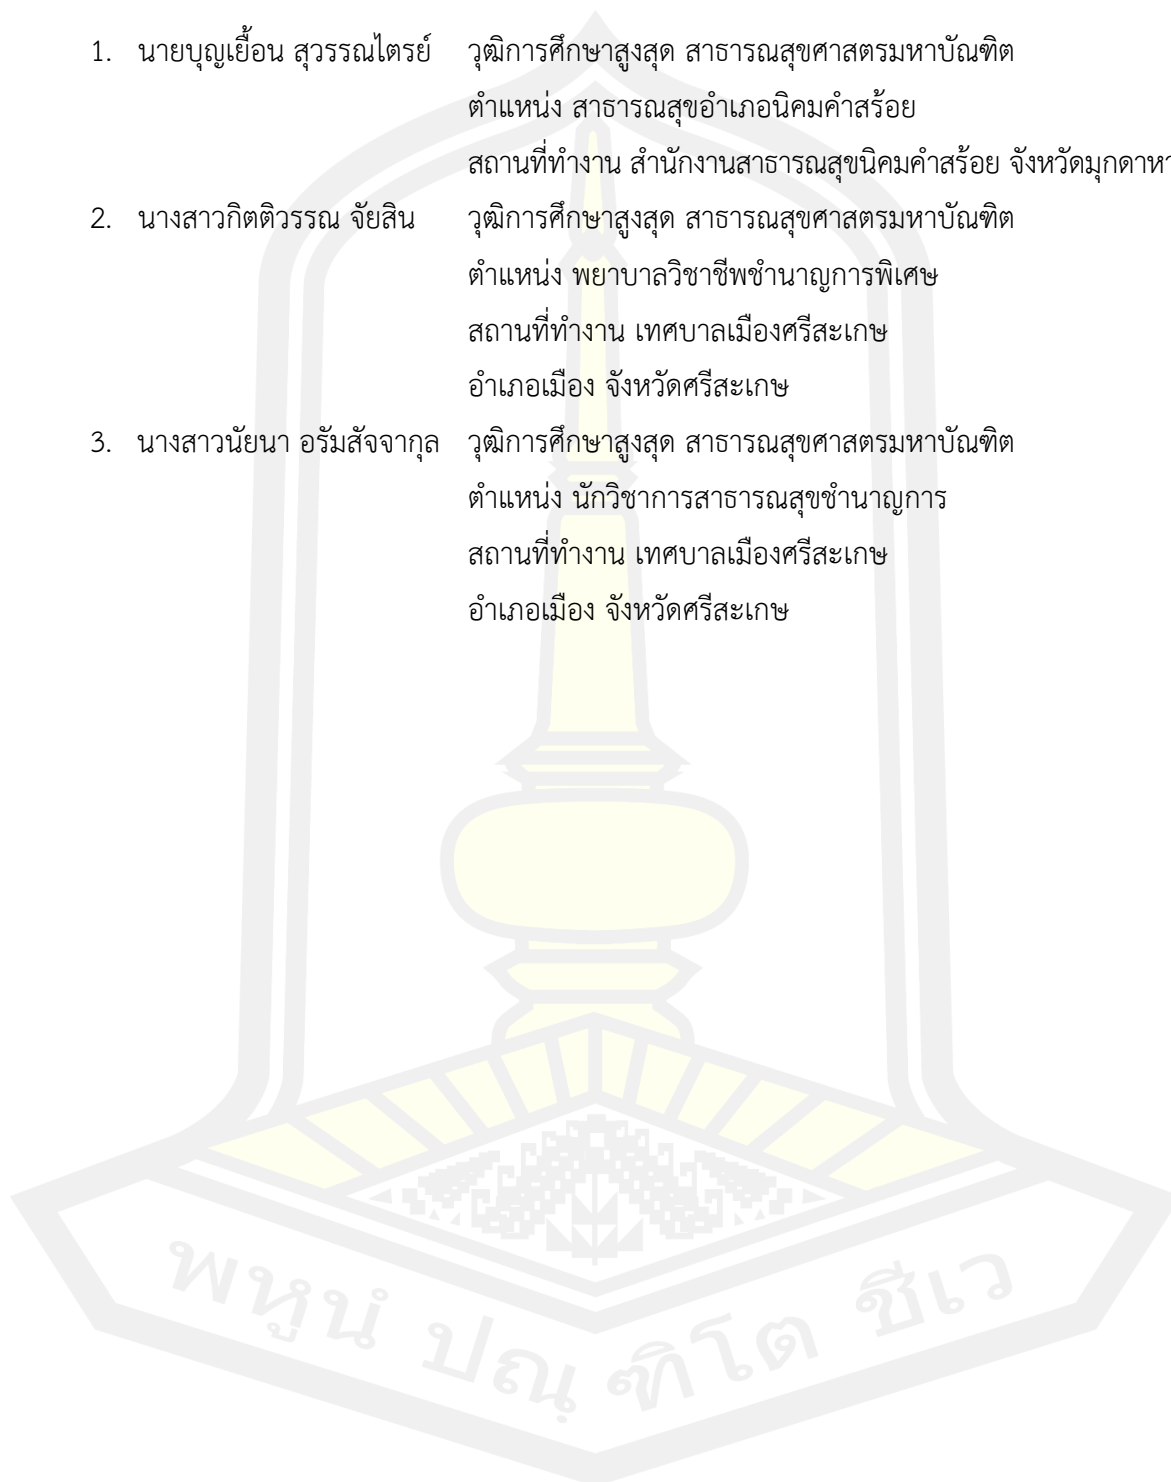 1. นายบุญเยื้อน สุวรรณไตรย์ วุฒิการศึกษาสูงสุด สาธารณสุขศาสตรมหาบัณฑิต
ตำแหน่ง สาธารณสุขอำเภอนิคมคำสร้อย
สถานที่ทำงาน สำนักงานสาธารณสุขนิคมคำสร้อย จังหวัดมุกดาหา
2. นางสาวกิตติวรรณ จัยสิน วุฒิการศึกษาสูงสุด สาธารณสุขศาสตรมหาบัณฑิต
ตำแหน่ง พยาบาลวิชาชีพชำนาญการพิเศษ
สถานที่ทำงาน เทศบาลเมืองศรีสะเกษ
อำเภอเมือง จังหวัดศรีสะเกษ
3. นางสาวนัยนา อรัมสัจจากุล วุฒิการศึกษาสูงสุด สาธารณสุขศาสตรมหาบัณฑิต
ตำแหน่ง นักวิชาการสาธารณสุขชำนาญการ
สถานที่ทำงาน เทศบาลเมืองศรีสะเกษ
อำเภอเมือง จังหวัดศรีสะเกษ
พหูนํ ปณฺฑิโต ชีเว